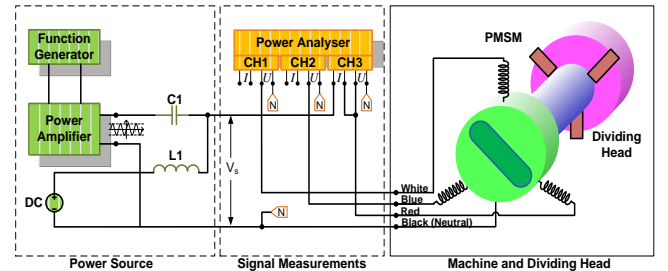 Function
Generator
Power
Amplifier
C1
L1
DC
Power Source
Power Analyser
CH1 CH2 CH3
I U I U I U
N N N
Vs
N
Signal Measurements
PMSM
Dividing
Head
White
Blue
Red
Black (Neutral)
Machine and Dividing Head